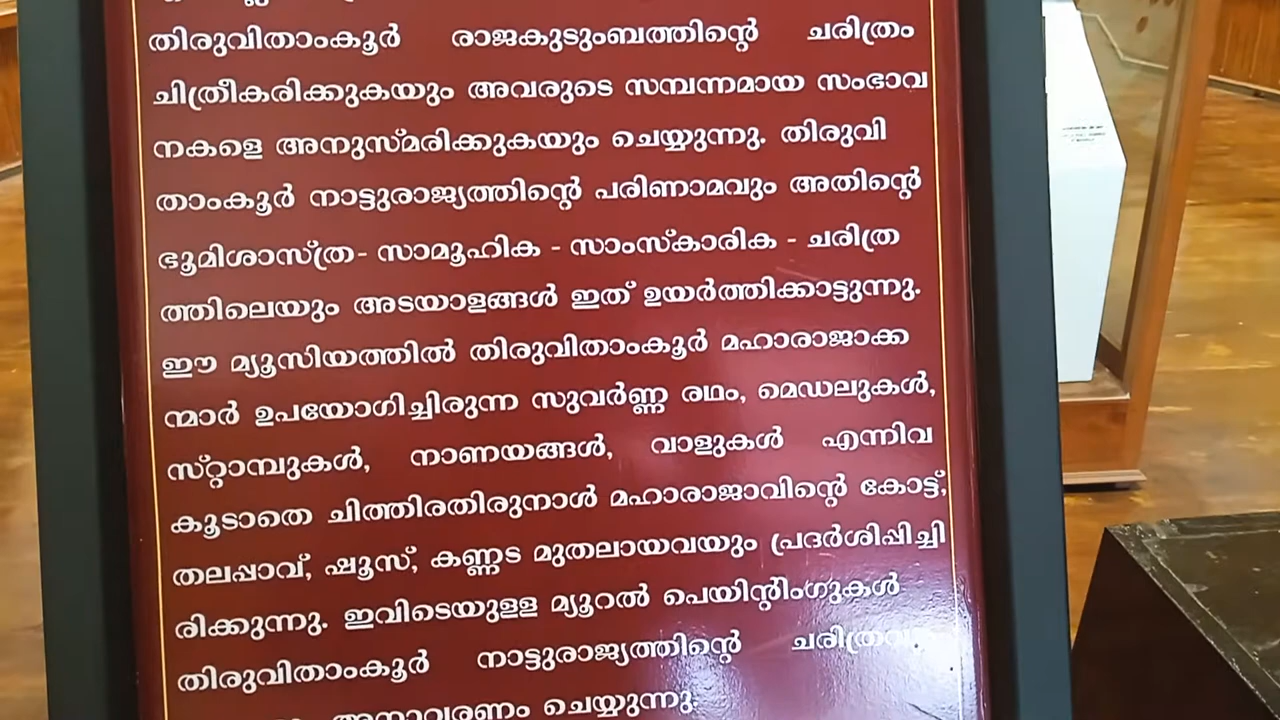 തിരുവിതാംകൂർ രാജകുടുംബത്തിന്റെ ചരിത്രം
ചിത്രീകരിക്കുകയും അവരുടെ സമ്പന്നമായ സംഭാവ
നകളെ അനുസ്മരിക്കുകയും ചെയ്യുന്നു. തിരുവി
താംകൂർ നാട്ടുരാജ്യത്തിന്റെ പരിണാമവും അതിന്റെ
ഭൂമിശാസ്ത്ര- സാമൂഹിക - സാംസ്കാരിക - ചരിത്ര
ത്തിലെയും അടയാളങ്ങൾ ഇത് ഉയർത്തിക്കാട്ടുന്നു.
ഈ മ്യൂസിയത്തിൽ തിരുവിതാംകൂർ മഹാരാജാക്ക
ന്മാർ ഉപയോഗിച്ചിരുന്ന സുവർണ്ണ രഥം, മെഡലുകൾ,
സ്റ്റാമ്പുകൾ, നാണയങ്ങൾ, വാളുകൾ എന്നിവ
കൂടാതെ ചിത്തിരതിരുനാൾ മഹാരാജാവിന്റെ കോട്ട്,
തലപ്പാവ്, ഷൂസ്, കണ്ണട മുതലായവയും പ്രദർശിപ്പിച്ചി
രിക്കുന്നു. ഇവിടെയുള്ള മ്യൂറൽ പെയിന്റിംഗുകൾ
തിരുവിതാംകൂർ നാട്ടുരാജ്യത്തിന്റെ
അനാവരണം ചെയ്യുന്നു.